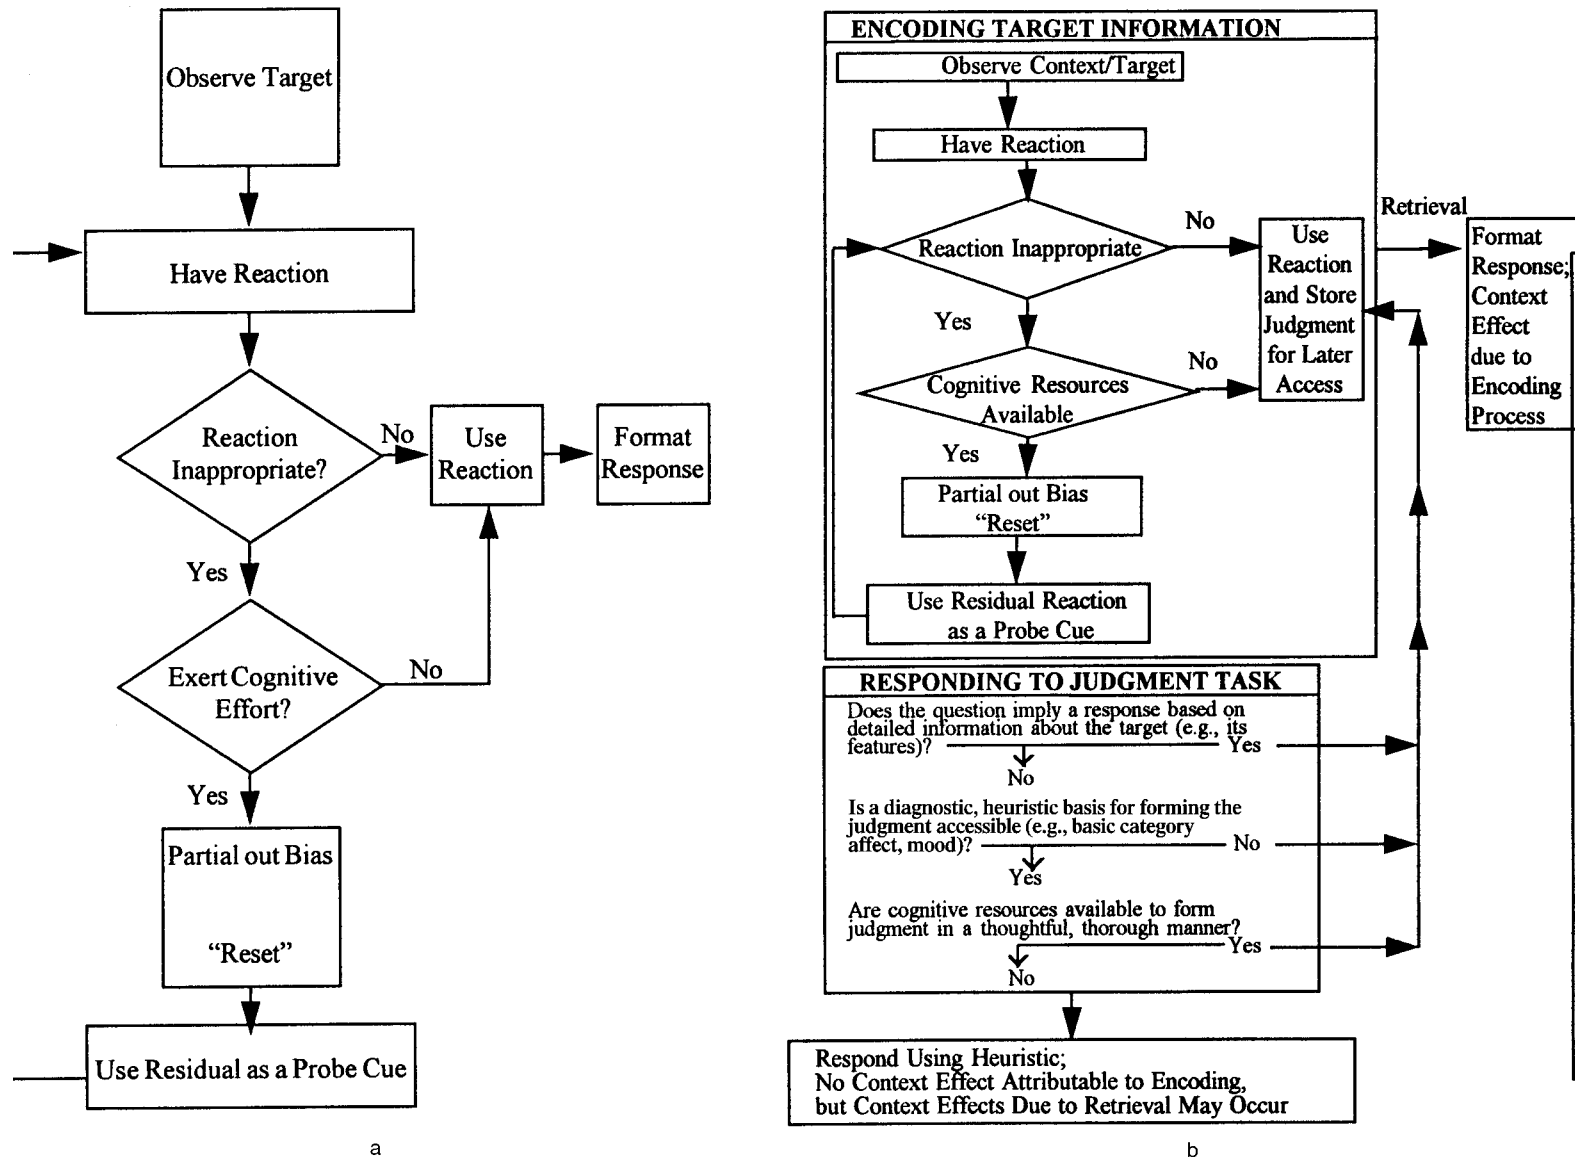 Observe Target
Have Reaction
Reaction
Inappropriate?
No
Use
Reaction
Format
Response
Yes
Exert Cognitive
Effort?
No
Yes
Partial out Bias
“Reset”
Use Residual as a Probe Cue
a
ENCODING TARGET INFORMATION
Observe Context/Target
Have Reaction
Reaction Inappropriate
No
Use
Reaction
and Store
Judgment
for Later
Access
Retrieval
Format
Response;
Context
Effect
due to
Encoding
Process
Yes
Cognitive Resources
Available
No
Yes
Partial out Bias
“Reset”
Use Residual Reaction
as a Probe Cue
RESPONDING TO JUDGMENT TASK
Does the question imply a response based on
detailed information about the target (e.g., its
features)?
Yes
No
Is a diagnostic, heuristic basis for forming the
judgment accessible (e.g., basic category
affect, mood)?
No
Yes
Are cognitive resources available to form
judgment in a thoughtful, thorough manner?
Yes
No
Respond Using Heuristic;
No Context Effect Attributable to Encoding,
but Context Effects Due to Retrieval May Occur
b